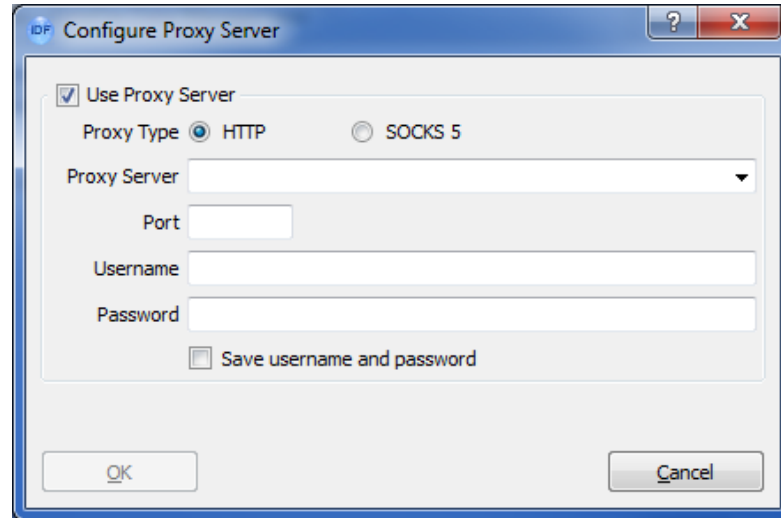 IDF Configure Proxy Server ? X
Use Proxy Server
Proxy Type HTTP SOCKS 5
Proxy Server
Port
Username
Password
Save username and password
OK Cancel